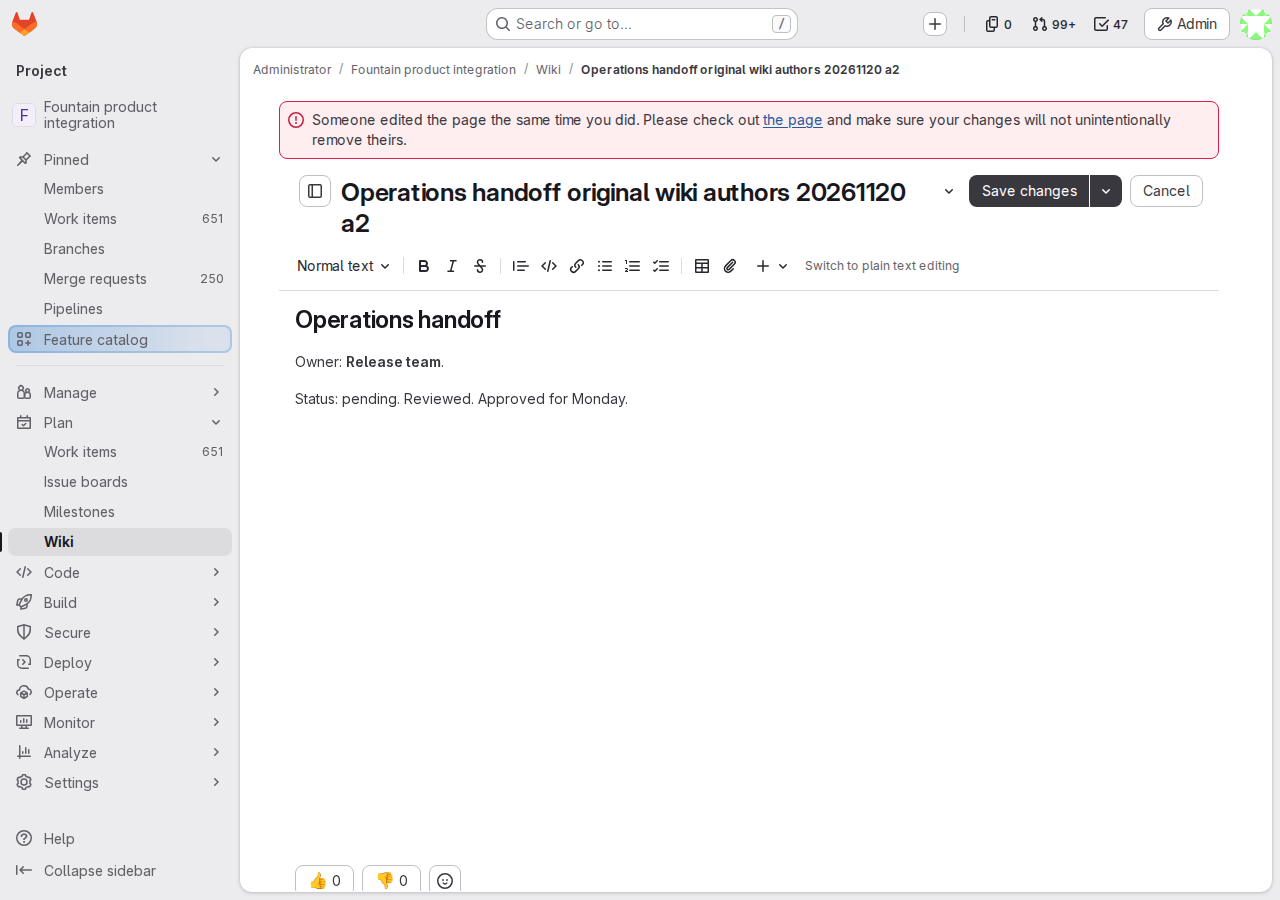 Search or go to...
/
0
99+
47
Admin
Project
F
Fountain product
integration
Pinned
Members
Work items
651
Branches
Merge requests
250
Pipelines
Feature catalog
Manage
Plan
Work items
651
Issue boards
Milestones
Wiki
Code
Build
Secure
Deploy
Operate
Monitor
Analyze
Settings
Help
Collapse sidebar
Administrator / Fountain product integration / Wiki / Operations handoff original wiki authors 20261120 a2
Someone edited the page the same time you did. Please check out the page and make sure your changes will not unintentionally
remove theirs.
Operations handoff original wiki authors 20261120
a2
Save changes
Cancel
Normal text
Switch to plain text editing
Operations handoff
Owner: Release team.
Status: pending. Reviewed. Approved for Monday.
👍 0
👎 0